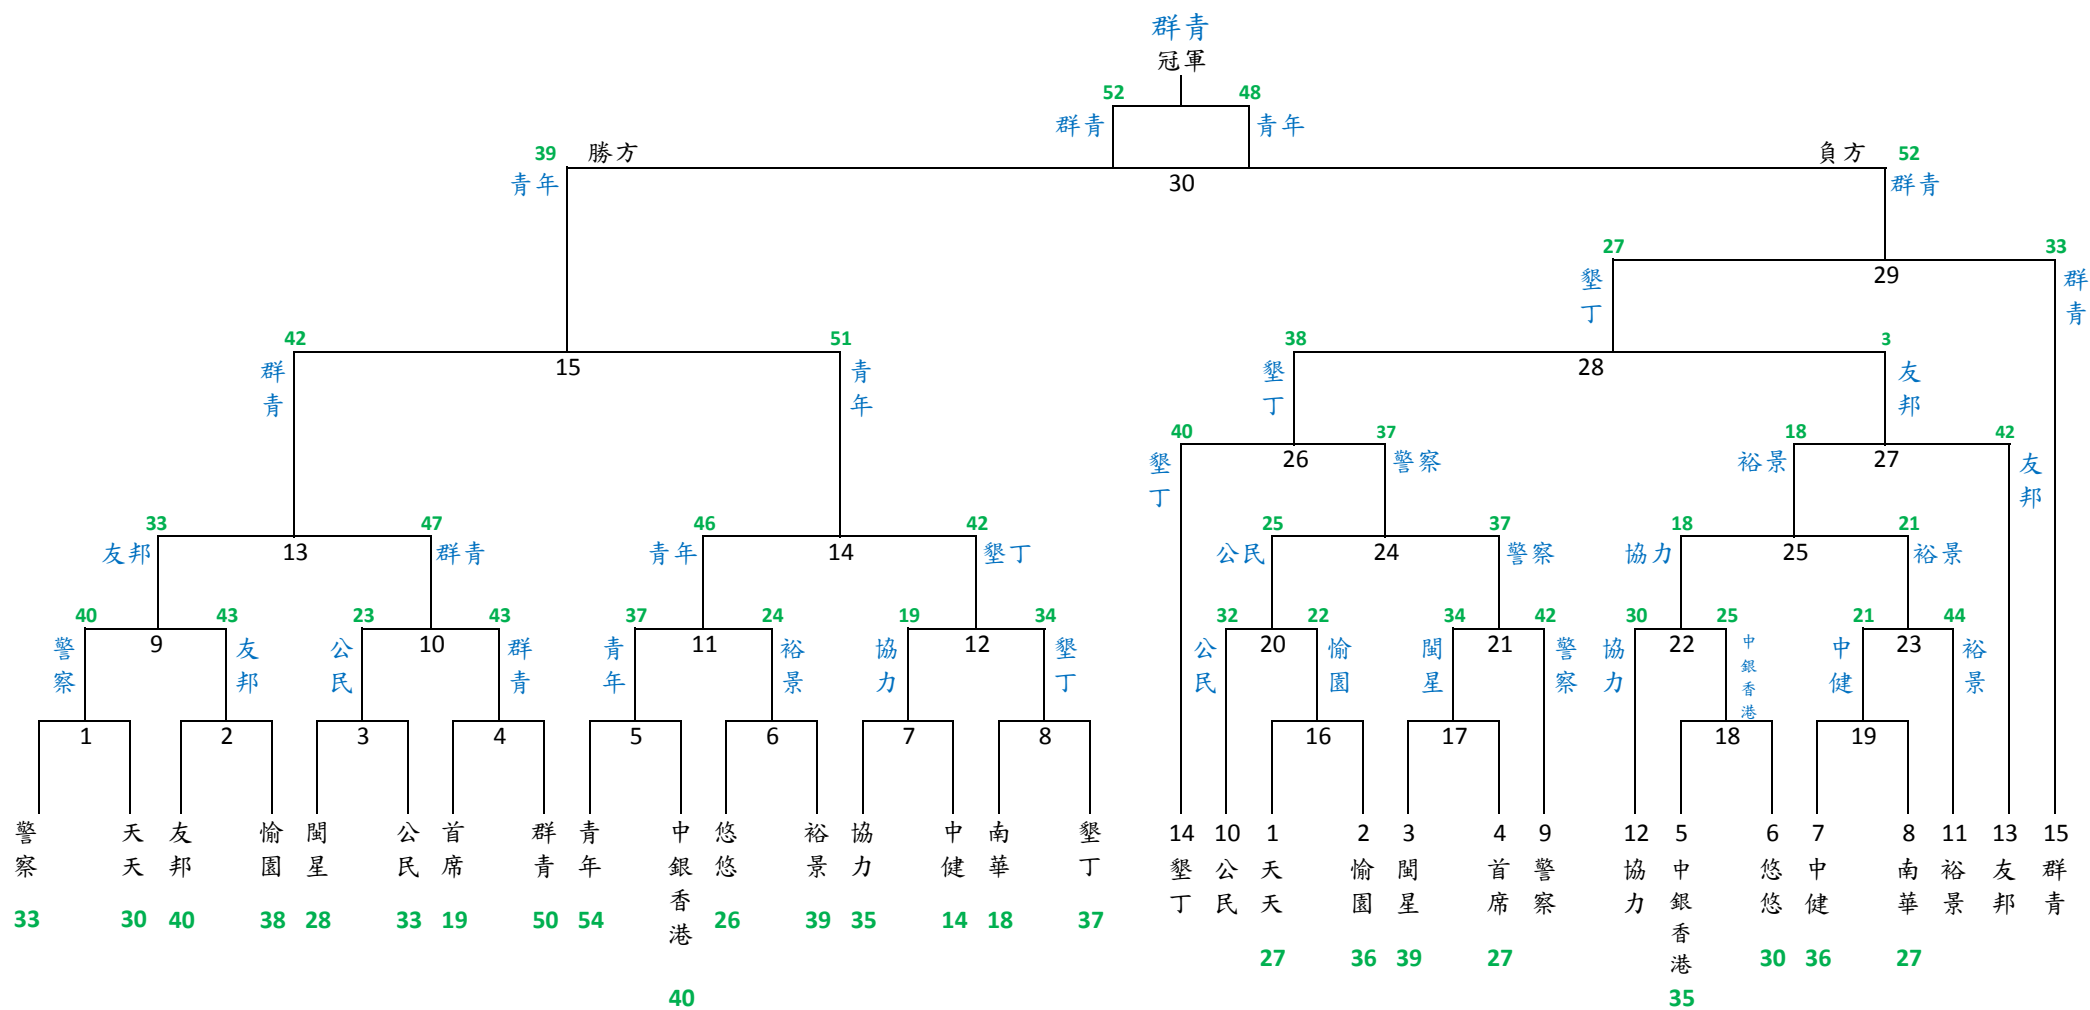 群青
冠軍
52 48
群青 青年
39 勝方 負方 52
青年 30 群青
27 33
墾丁 29 群青
42 51 38 3
群青 15 青年 墾丁 28 友邦
40 37 18 42
墾丁 26 警察 裕景 27 友邦
33 47 46 42 25 37 18 21
友邦 13 群青 青年 14 墾丁 公民 24 警察 協力 25 裕景
40 43 23 43 37 24 19 34 32 22 34 42 30 25 21 44
警察 9 友邦 公民 10 群青 青年 11 裕景 協力 12 墾丁 公民 20 愉園 閩星 21 警察 協力 22 中銀香港 中健 23 裕景
1 2 3 4 5 6 7 8 16 17 18 19
警察 天天 友邦 愉園 閩星 公民 首席 群青 青年 中銀香港 悠悠 裕景 協力 中健 南華 墾丁
33 30 40 38 28 33 19 50 54 40 26 39 35 14 18 37
14 10 1 2 3 4 9 12 5 6 7 8 11 13 15
墾丁 公民 天天 愉園 閩星 首席 警察 協力 中銀香港 悠悠 中健 南華 裕景 友邦 群青
27 36 39 27 35 30 36 27